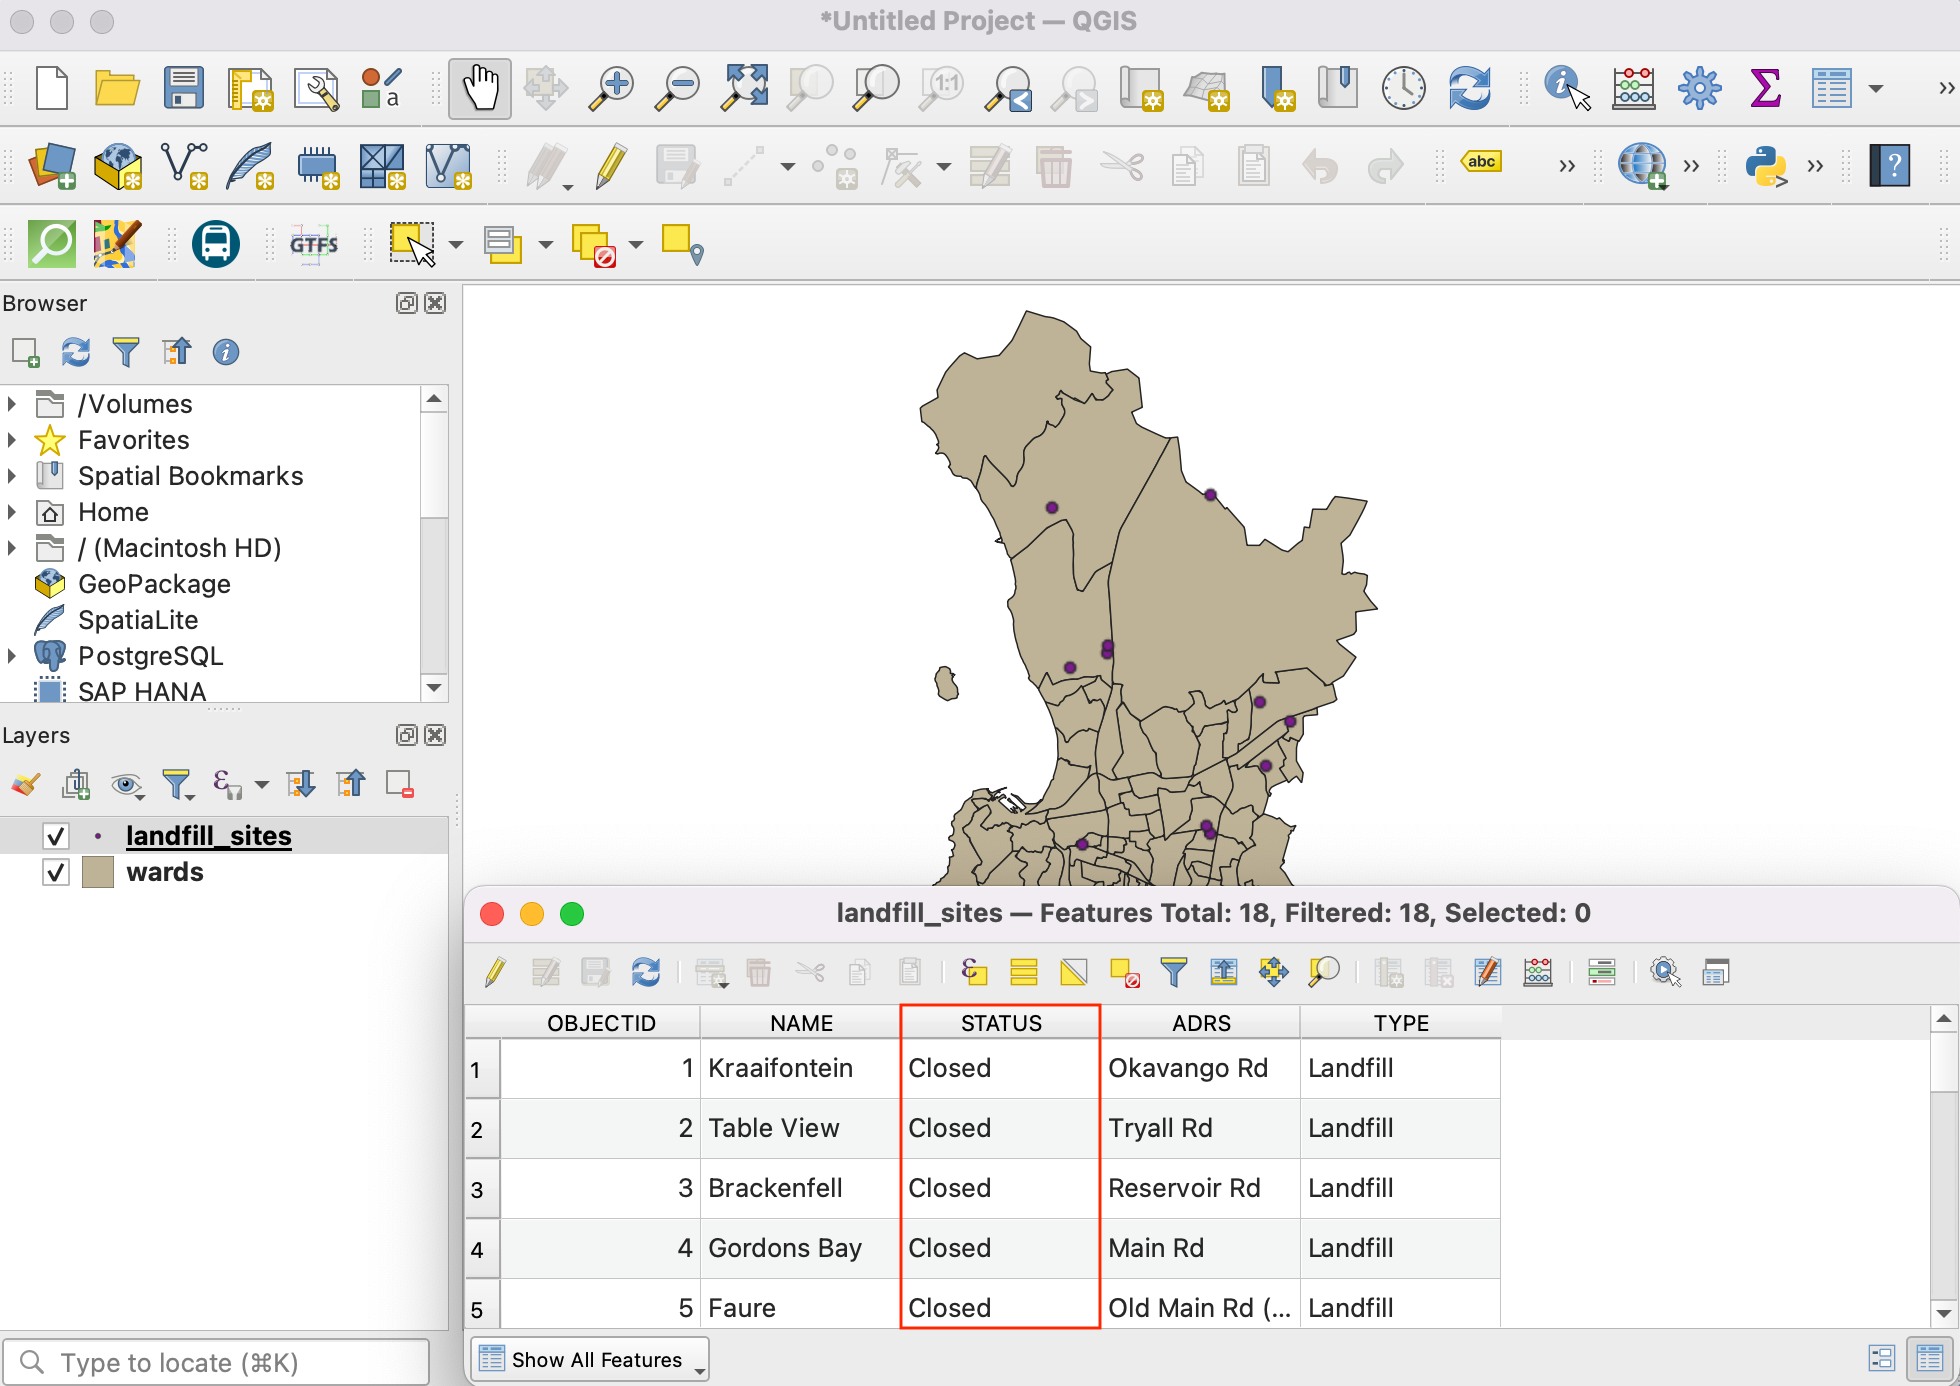 *Untitled Project — QGIS
a
1:1
abc
GTFS
Browser
/Volumes
Favorites
Spatial Bookmarks
Home
/ (Macintosh HD)
GeoPackage
SpatiaLite
PostgreSQL
SAP HANA
Layers
landfill_sites
wards
landfill_sites — Features Total: 18, Filtered: 18, Selected: 0
OBJECTID NAME STATUS ADRS TYPE
1 1 Kraaifontein Closed Okavango Rd Landfill
2 2 Table View Closed Tryall Rd Landfill
3 3 Brackenfell Closed Reservoir Rd Landfill
4 4 Gordons Bay Closed Main Rd Landfill
5 5 Faure Closed Old Main Rd (... Landfill
Type to locate (⌘K)
Show All Features